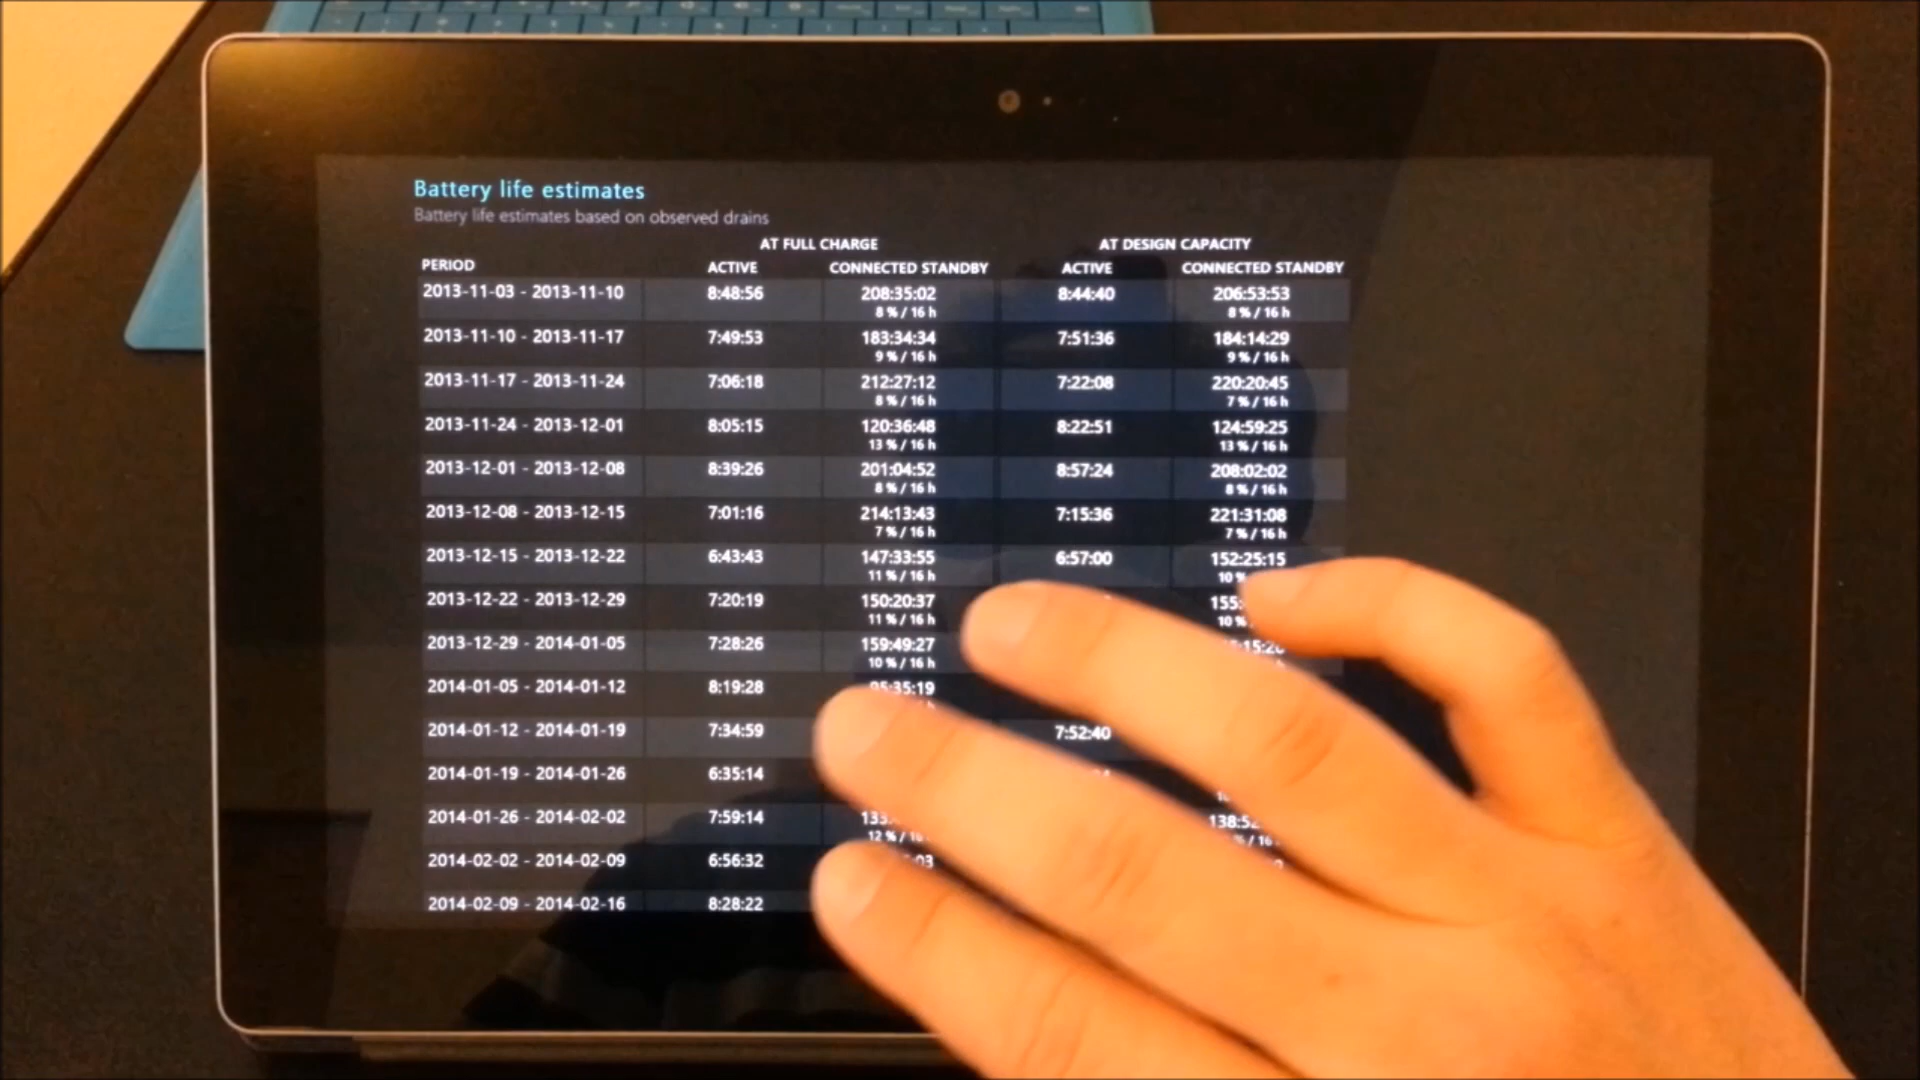 Battery life estimates
Battery life estimates based on observed drains
AT FULL CHARGE AT DESIGN CAPACITY
PERIOD ACTIVE CONNECTED STANDBY ACTIVE CONNECTED STANDBY
2013-11-03 - 2013-11-10 8:48:56 208:35:02 8:44:40 206:53:53
8 % / 16 h 8 % / 16 h
2013-11-10 - 2013-11-17 7:49:53 183:34:34 7:51:36 184:14:29
9 % / 16 h 9 % / 16 h
2013-11-17 - 2013-11-24 7:06:18 212:27:12 7:22:08 220:20:45
8 % / 16 h 7 % / 16 h
2013-11-24 - 2013-12-01 8:05:15 120:36:48 8:22:51 124:59:25
13 % / 16 h 13 % / 16 h
2013-12-01 - 2013-12-08 8:39:26 201:04:52 8:57:24 208:02:02
8 % / 16 h 8 % / 16 h
2013-12-08 - 2013-12-15 7:01:16 214:13:43 7:15:36 221:31:08
7 % / 16 h 7 % / 16 h
2013-12-15 - 2013-12-22 6:43:43 147:33:55 6:57:00 152:25:15
11 % / 16 h 10 %
2013-12-22 - 2013-12-29 7:20:19 150:20:37 155:
11 % / 16 h 10 %
2013-12-29 - 2014-01-05 7:28:26 159:49:27
10 % / 16 h
2014-01-05 - 2014-01-12 8:19:28 95:35:19
2014-01-12 - 2014-01-19 7:34:59 7:52:40
2014-01-19 - 2014-01-26 6:35:14
2014-01-26 - 2014-02-02 7:59:14 138:52
12 % / 16
2014-02-02 - 2014-02-09 6:56:32
2014-02-09 - 2014-02-16 8:28:22